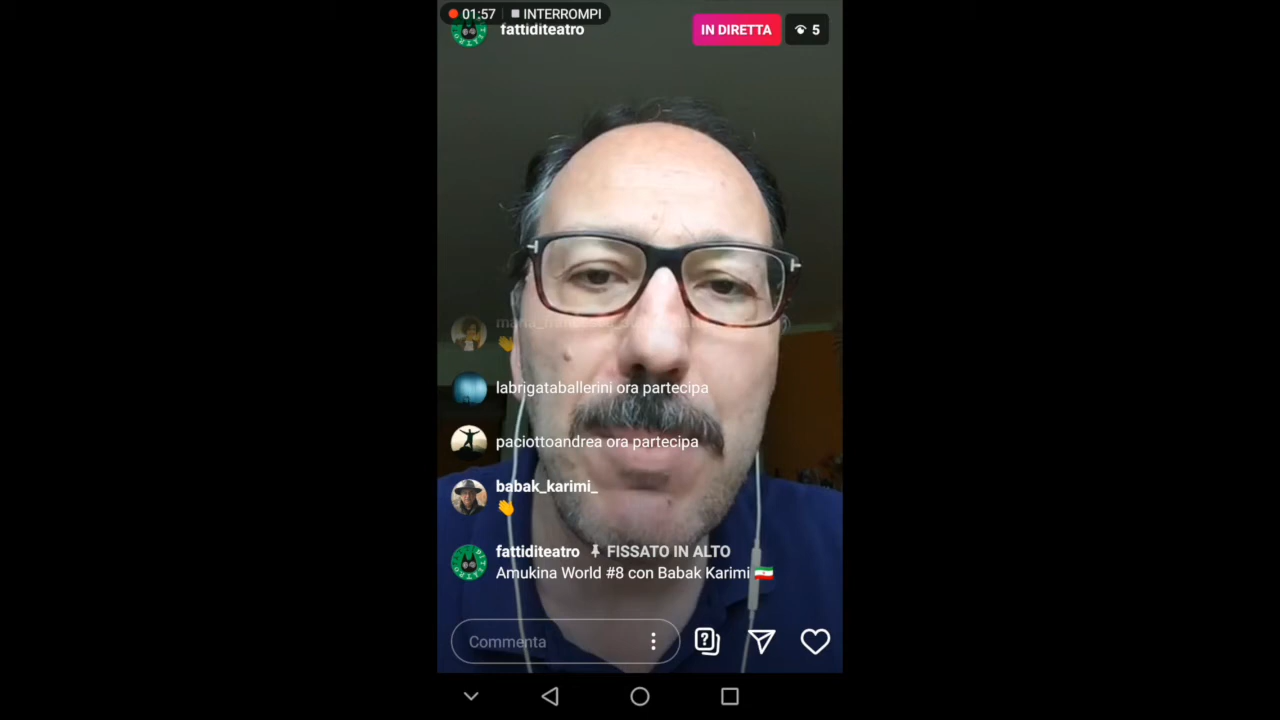 01:57
INTERROMPI
fattiditeatro
IN DIRETTA
5
labrigataballerini ora partecipa
paciottoandrea ora partecipa
babak_karimi_
fattiditeatro FISSATO IN ALTO
Amukina World #8 con Babak Karimi
Commenta